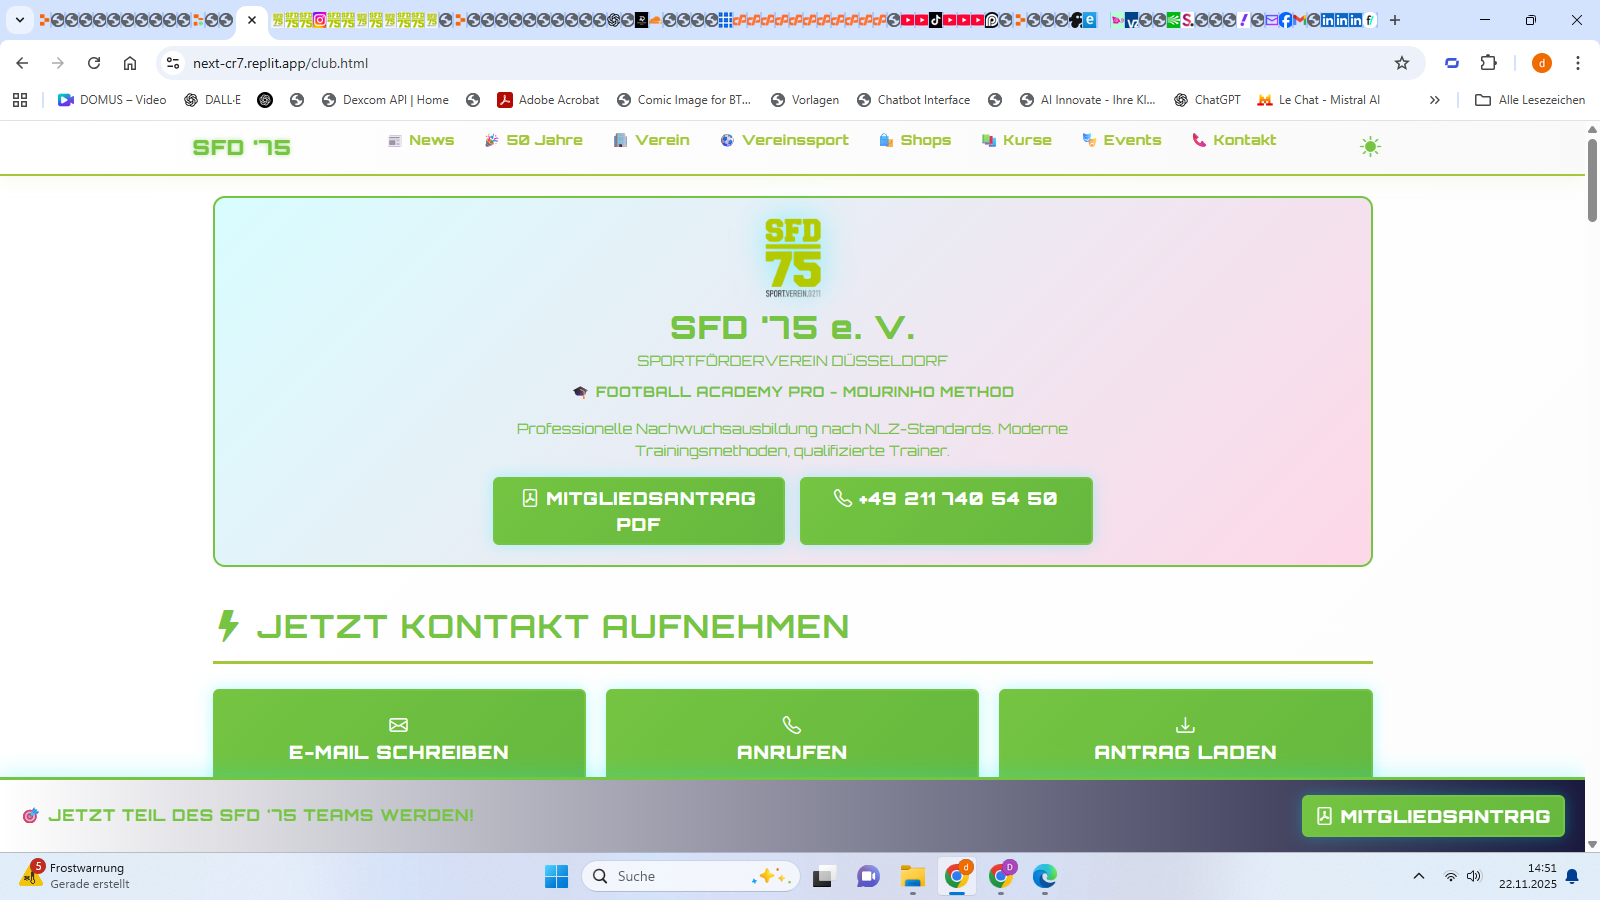 next-cr7.replit.app/club.html
d
DOMUS – Video
DALL·E
Dexcom API | Home
Adobe Acrobat
Comic Image for BT...
Vorlagen
Chatbot Interface
AI Innovate - Ihre KI...
ChatGPT
Le Chat - Mistral AI
Alle Lesezeichen
SFD '75
News
50 Jahre
Verein
Vereinssport
Shops
Kurse
Events
Kontakt
SFD
75
SPORT.VEREIN.0211
SFD '75 e. V.
SPORTFÖRDERVEREIN DÜSSELDORF
FOOTBALL ACADEMY PRO - MOURINHO METHOD
Professionelle Nachwuchsausbildung nach NLZ-Standards. Moderne
Trainingsmethoden, qualifizierte Trainer.
MITGLIEDSANTRAG
PDF
+49 211 740 54 50
JETZT KONTAKT AUFNEHMEN
E-MAIL SCHREIBEN
ANRUFEN
ANTRAG LADEN
JETZT TEIL DES SFD '75 TEAMS WERDEN!
MITGLIEDSANTRAG
5
Frostwarnung
Gerade erstellt
Suche
d
D
14:51
22.11.2025